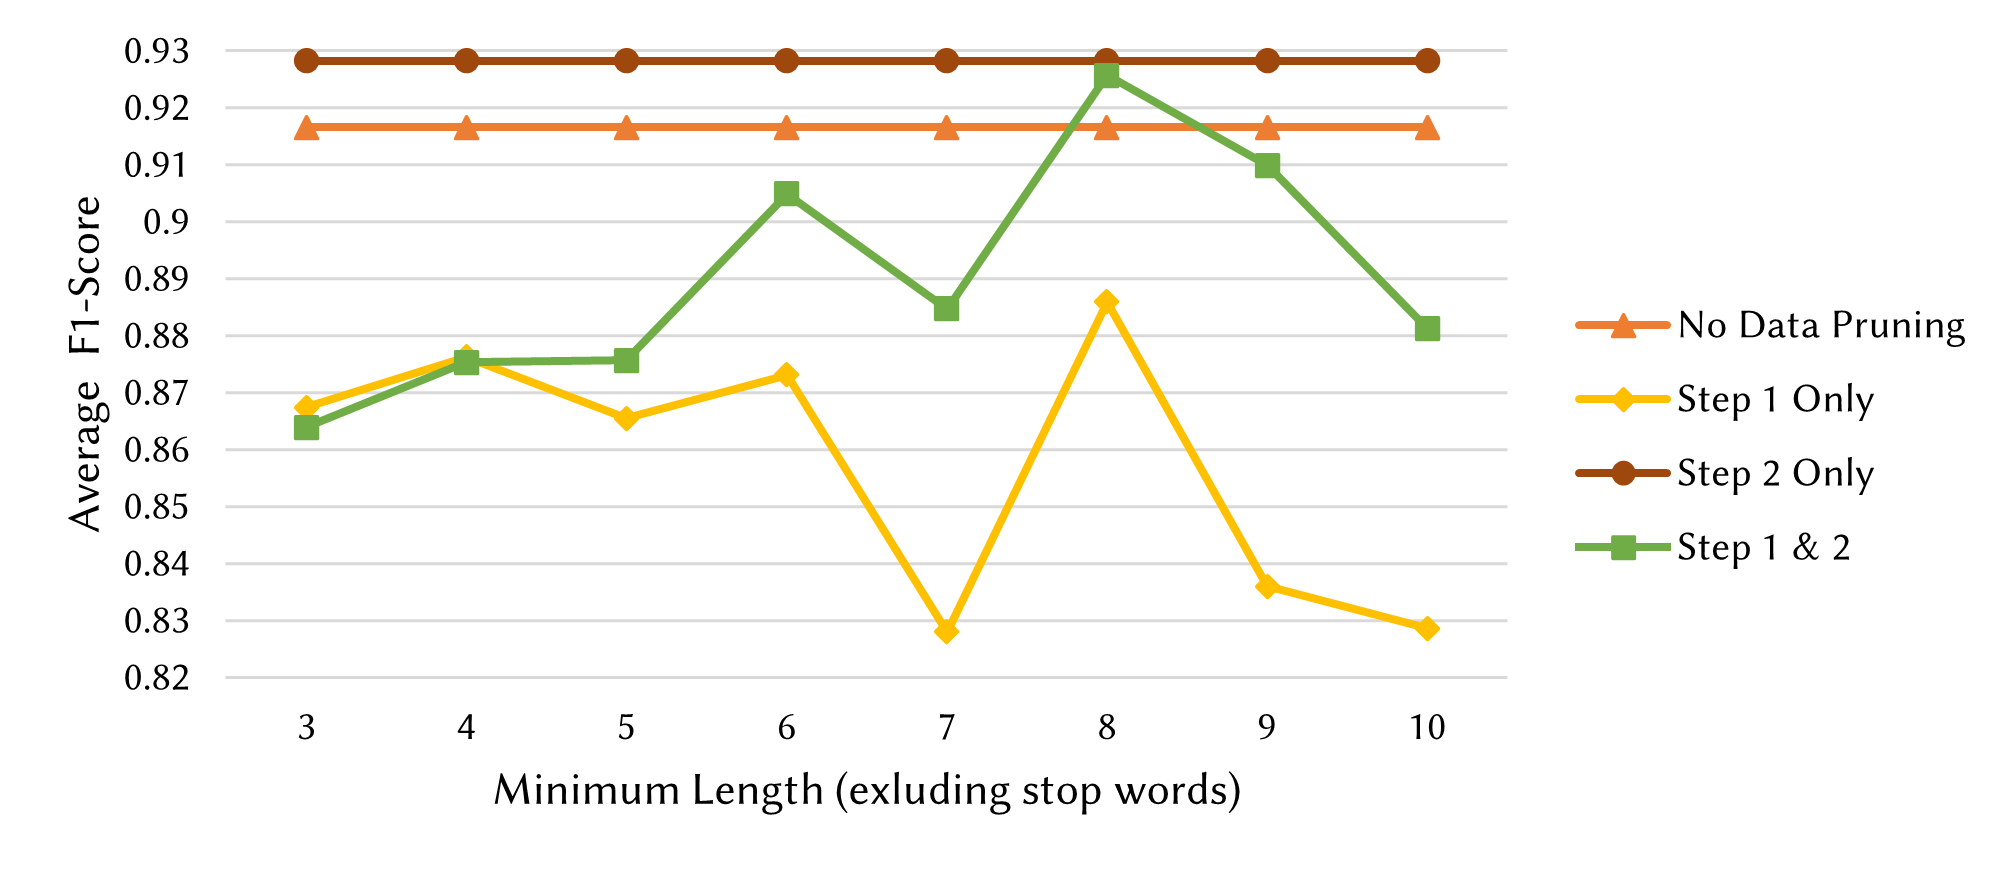 0.93
0.92
0.91
0.9
0.89
0.88
0.87
0.86
0.85
0.84
0.83
0.82
Average F1-Score
3 4 5 6 7 8 9 10
Minimum Length (exluding stop words)
No Data Pruning
Step 1 Only
Step 2 Only
Step 1 & 2